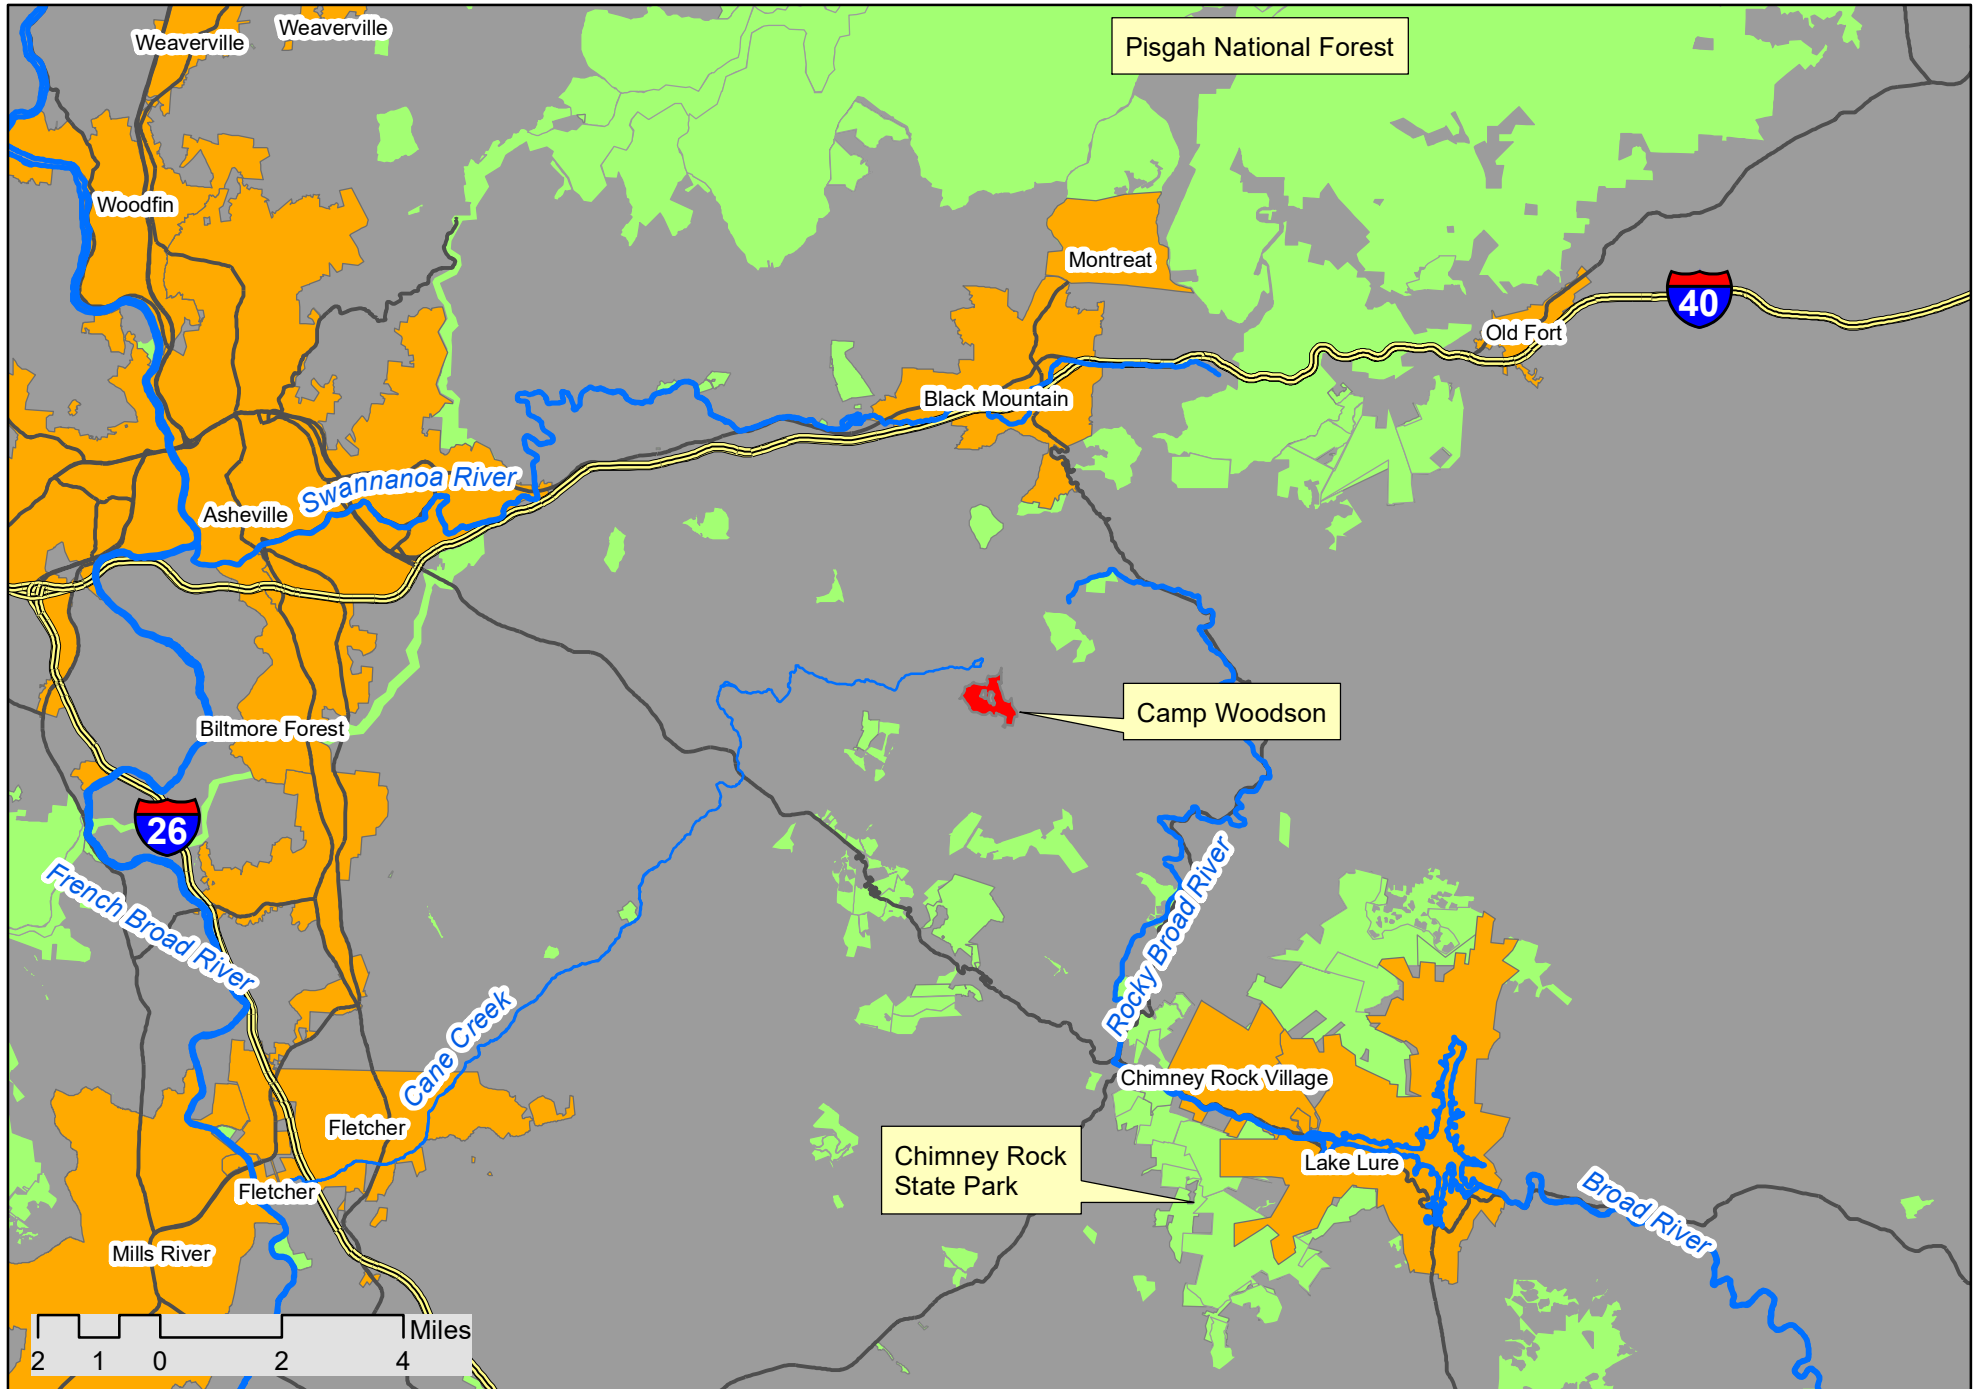 Weaverville
Weaverville
Pisgah National Forest
Woodfin
Montreat
40
Old Fort
Black Mountain
Swannanoa River
Asheville
Camp Woodson
Biltmore Forest
26
French Broad River
Rocky Broad River
Cane Creek
Chimney Rock Village
Fletcher
Chimney Rock
State Park
Lake Lure
Fletcher
Broad River
Mills River
Miles
2 1 0 2 4